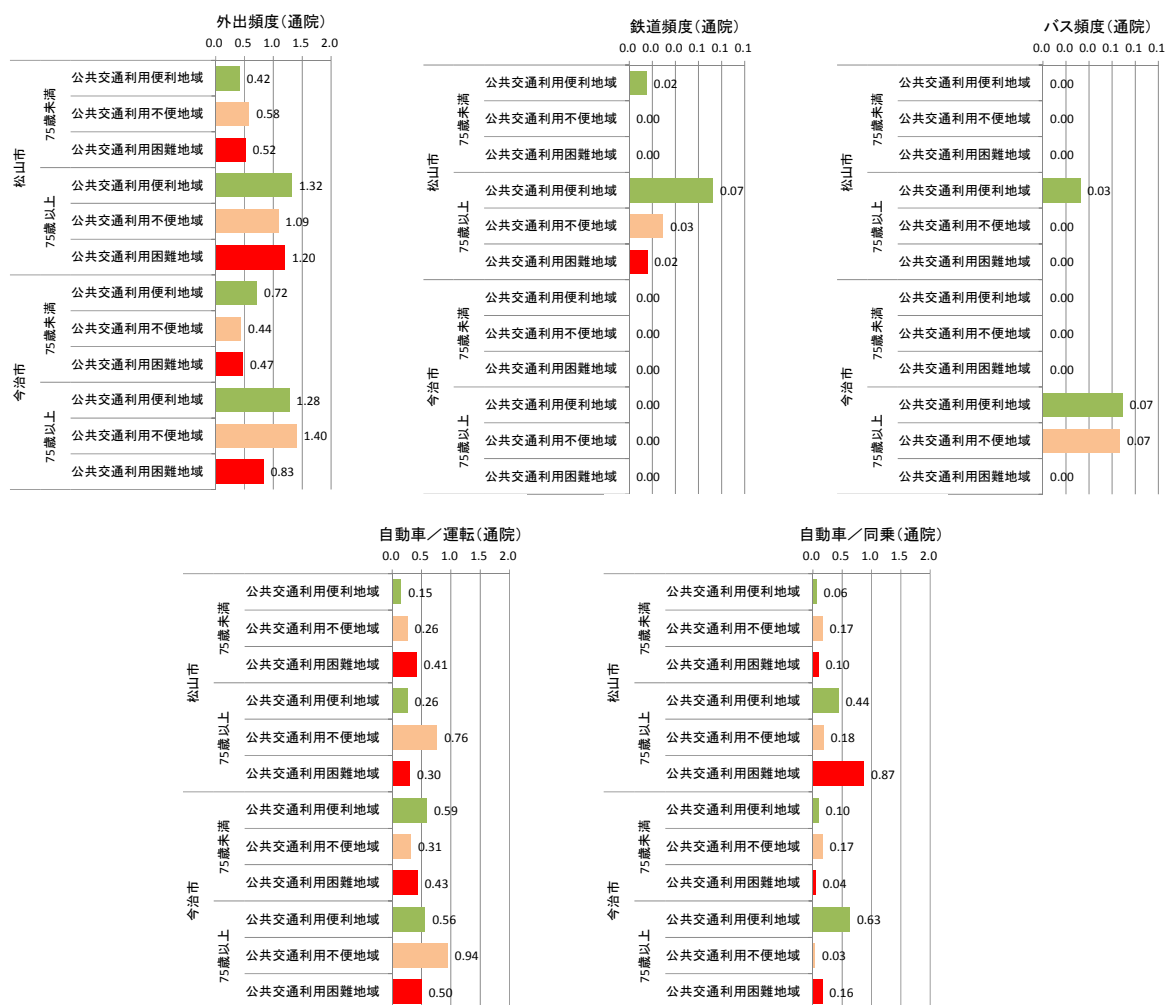 外出頻度(通院)
0.0 0.5 1.0 1.5 2.0
松山市
75歳未満
公共交通利用便利地域 0.42
公共交通利用不便地域 0.58
公共交通利用困難地域 0.52
75歳以上
公共交通利用便利地域 1.32
公共交通利用不便地域 1.09
公共交通利用困難地域 1.20
今治市
75歳未満
公共交通利用便利地域 0.72
公共交通利用不便地域 0.44
公共交通利用困難地域 0.47
75歳以上
公共交通利用便利地域 1.28
公共交通利用不便地域 1.40
公共交通利用困難地域 0.83
鉄道頻度(通院)
0.0 0.0 0.0 0.1 0.1 0.1
松山市
75歳未満
公共交通利用便利地域 0.02
公共交通利用不便地域 0.00
公共交通利用困難地域 0.00
75歳以上
公共交通利用便利地域 0.07
公共交通利用不便地域 0.03
公共交通利用困難地域 0.02
今治市
75歳未満
公共交通利用便利地域 0.00
公共交通利用不便地域 0.00
公共交通利用困難地域 0.00
75歳以上
公共交通利用便利地域 0.00
公共交通利用不便地域 0.00
公共交通利用困難地域 0.00
バス頻度(通院)
0.0 0.0 0.0 0.1 0.1 0.1
松山市
75歳未満
公共交通利用便利地域 0.00
公共交通利用不便地域 0.00
公共交通利用困難地域 0.00
75歳以上
公共交通利用便利地域 0.03
公共交通利用不便地域 0.00
公共交通利用困難地域 0.00
今治市
75歳未満
公共交通利用便利地域 0.00
公共交通利用不便地域 0.00
公共交通利用困難地域 0.00
75歳以上
公共交通利用便利地域 0.07
公共交通利用不便地域 0.07
公共交通利用困難地域 0.00
自動車／運転(通院)
0.0 0.5 1.0 1.5 2.0
松山市
75歳未満
公共交通利用便利地域 0.15
公共交通利用不便地域 0.26
公共交通利用困難地域 0.41
75歳以上
公共交通利用便利地域 0.26
公共交通利用不便地域 0.76
公共交通利用困難地域 0.30
今治市
75歳未満
公共交通利用便利地域 0.59
公共交通利用不便地域 0.31
公共交通利用困難地域 0.43
75歳以上
公共交通利用便利地域 0.56
公共交通利用不便地域 0.94
公共交通利用困難地域 0.50
自動車／同乗(通院)
0.0 0.5 1.0 1.5 2.0
松山市
75歳未満
公共交通利用便利地域 0.06
公共交通利用不便地域 0.17
公共交通利用困難地域 0.10
75歳以上
公共交通利用便利地域 0.44
公共交通利用不便地域 0.18
公共交通利用困難地域 0.87
今治市
75歳未満
公共交通利用便利地域 0.10
公共交通利用不便地域 0.17
公共交通利用困難地域 0.04
75歳以上
公共交通利用便利地域 0.63
公共交通利用不便地域 0.03
公共交通利用困難地域 0.16